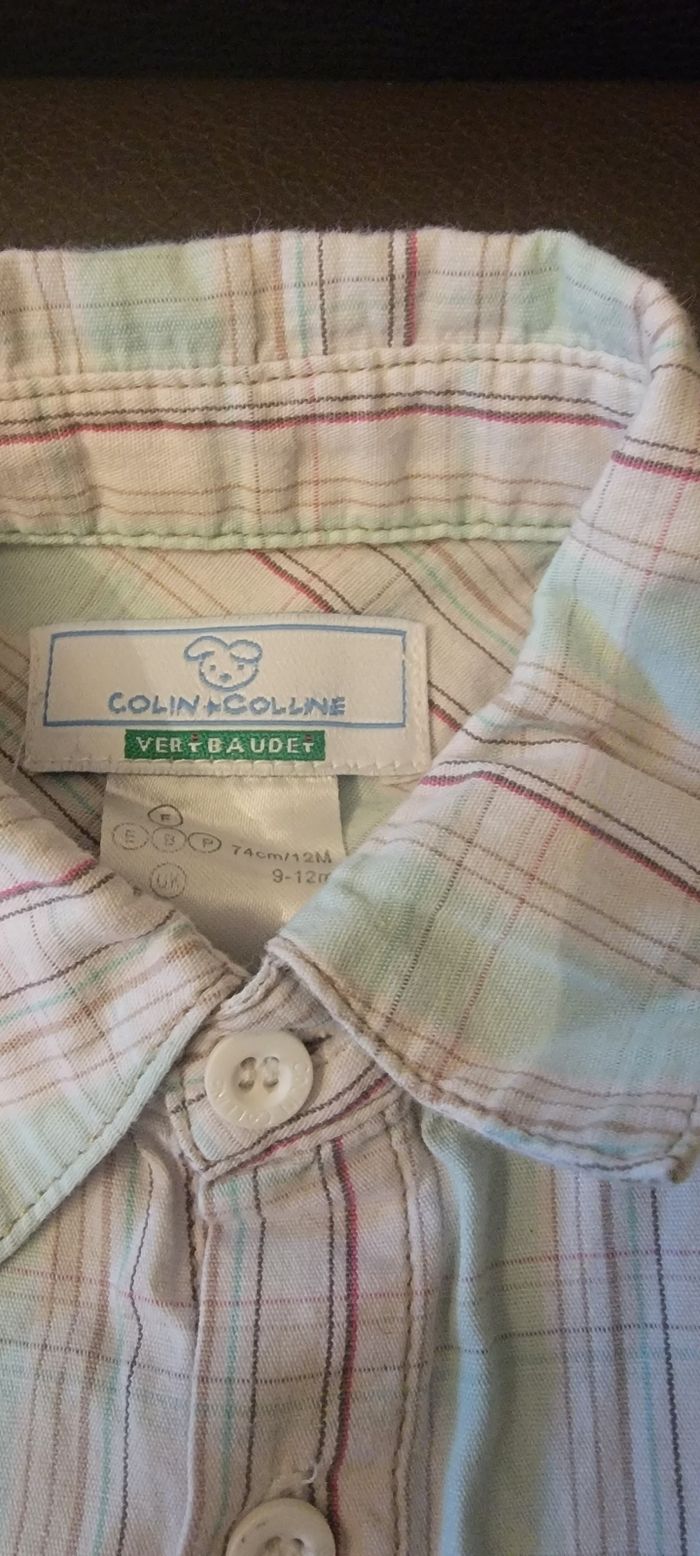 COLIN COLLINE
VERTBAUDET
F
E B P 74cm/12M
UK 9-12m